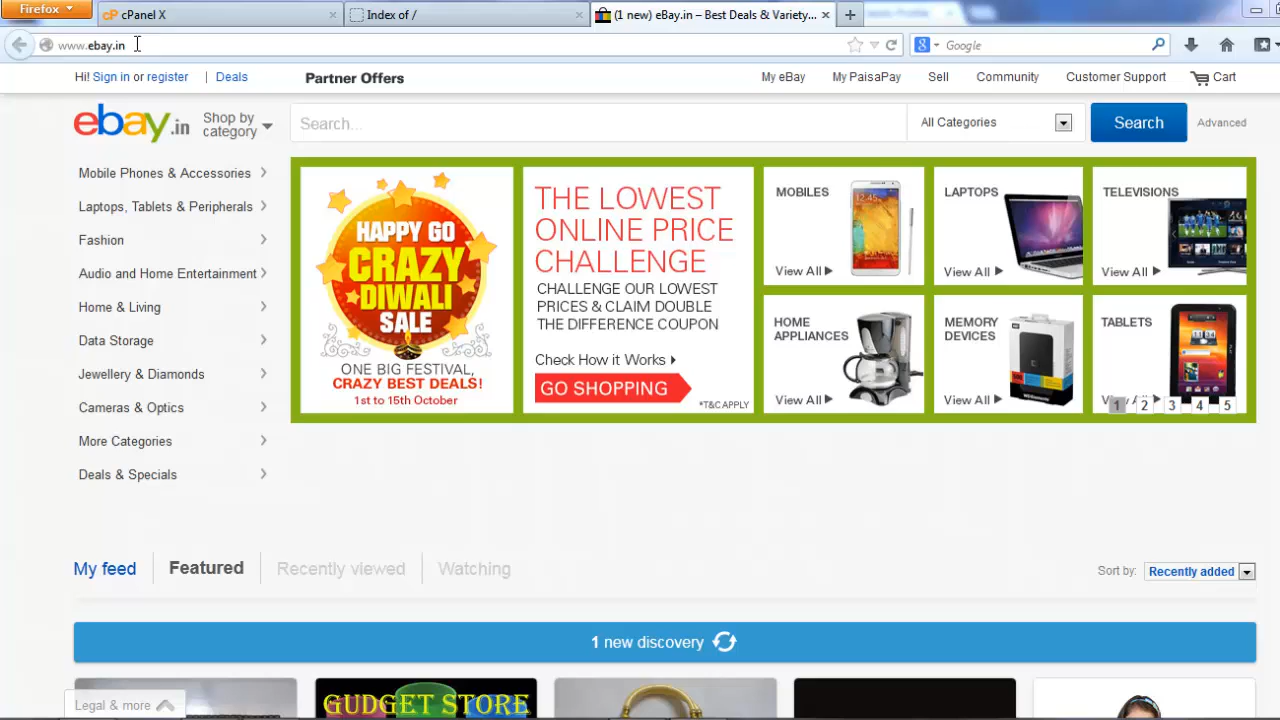 Firefox
cPanel X
Index of /
(1 new) eBay.in – Best Deals & Variety...
www.ebay.in
Google
Hi! Sign in or register
Deals
Partner Offers
My eBay
My PaisaPay
Sell
Community
Customer Support
Cart
ebay.in
Shop by
category
Search...
All Categories
Search
Advanced
Mobile Phones & Accessories
Laptops, Tablets & Peripherals
Fashion
Audio and Home Entertainment
Home & Living
Data Storage
Jewellery & Diamonds
Cameras & Optics
More Categories
Deals & Specials
HAPPY GO
CRAZY
DIWALI
SALE
ONE BIG FESTIVAL,
CRAZY BEST DEALS!
1st to 15th October
THE LOWEST
ONLINE PRICE
CHALLENGE
CHALLENGE OUR LOWEST
PRICES & CLAIM DOUBLE
THE DIFFERENCE COUPON
Check How it Works
GO SHOPPING
*T&C APPLY
MOBILES
12:45
View All
LAPTOPS
View All
TELEVISIONS
View All
HOME
APPLIANCES
View All
MEMORY
DEVICES
View All
TABLETS
1 2 3 4 5
My feed
Featured
Recently viewed
Watching
Sort by:
Recently added
1 new discovery
Legal & more
GUDGET STORE